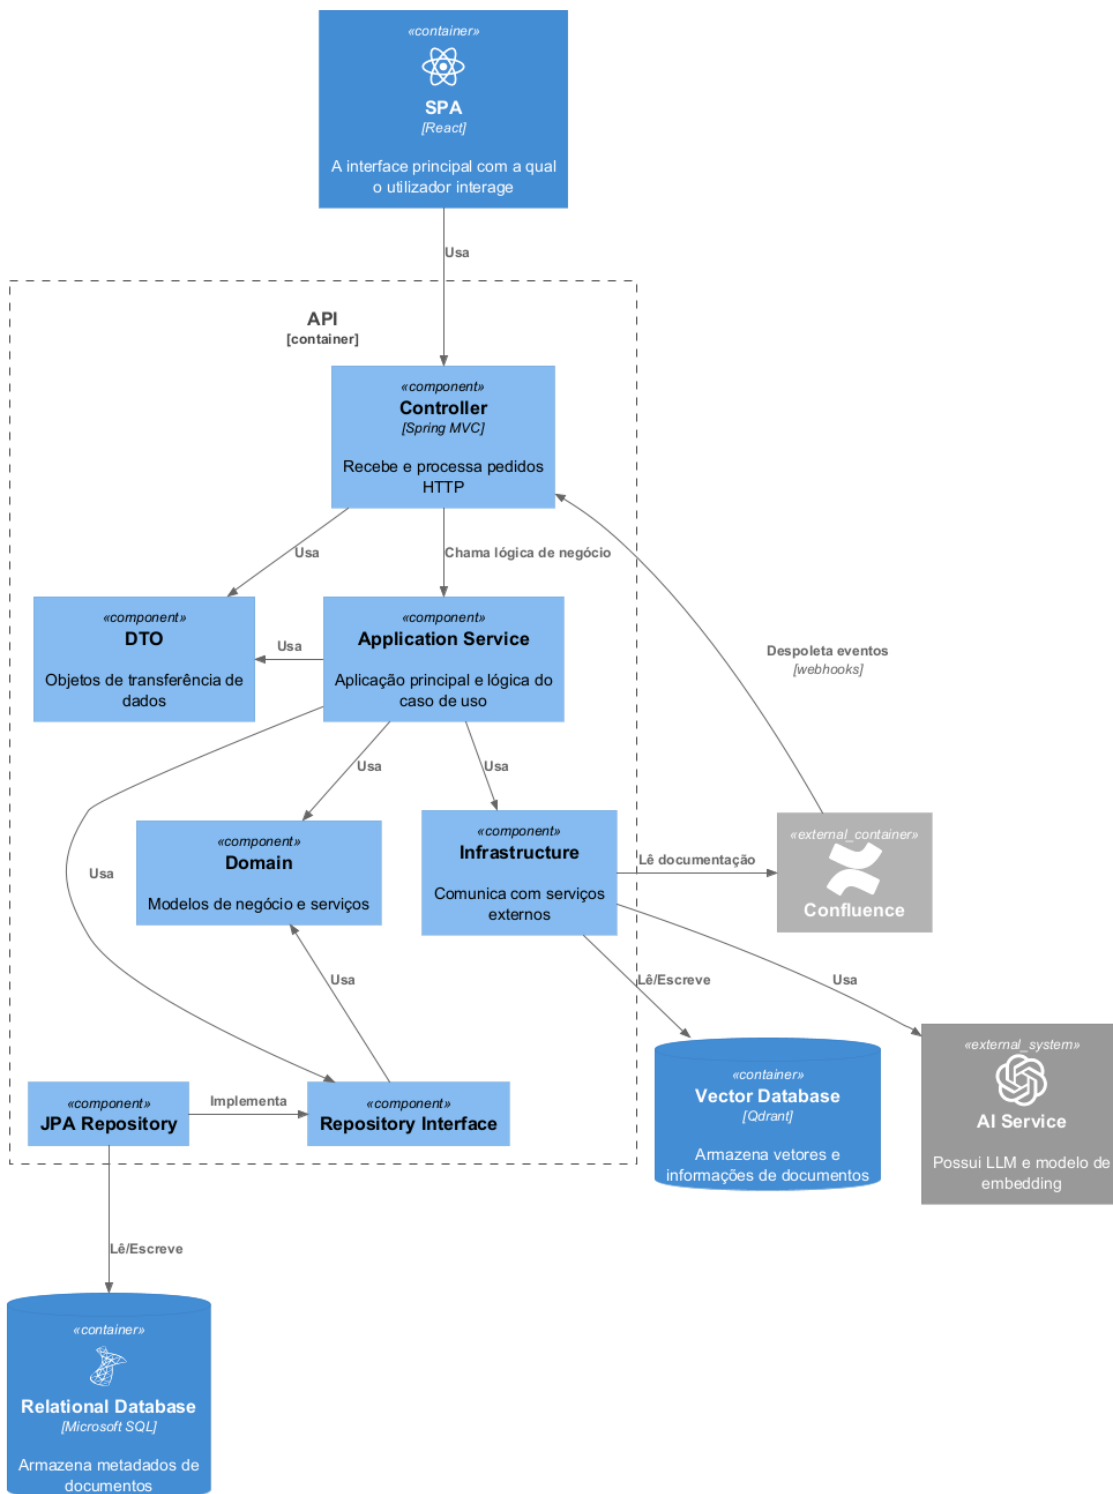 «container»
SPA
[React]
A interface principal com a qual
o utilizador interage
Usa
API
[container]
«component»
Controller
[Spring MVC]
Recebe e processa pedidos
HTTP
Usa
Chama lógica de negócio
«component»
DTO
Objetos de transferência de
dados
Usa
«component»
Application Service
Aplicação principal e lógica do
caso de uso
Despoleta eventos
[webhooks]
Usa
Usa
Usa
«component»
Domain
Modelos de negócio e serviços
«component»
Infrastructure
Comunica com serviços
externos
Lê documentação
«external_container»
Confluence
Usa
Lê/Escreve
Usa
«component»
JPA Repository
Implementa
«component»
Repository Interface
«container»
Vector Database
[Qdrant]
Armazena vetores e
informações de documentos
«external_system»
AI Service
Possui LLM e modelo de
embedding
Lê/Escreve
«container»
Relational Database
[Microsoft SQL]
Armazena metadados de
documentos